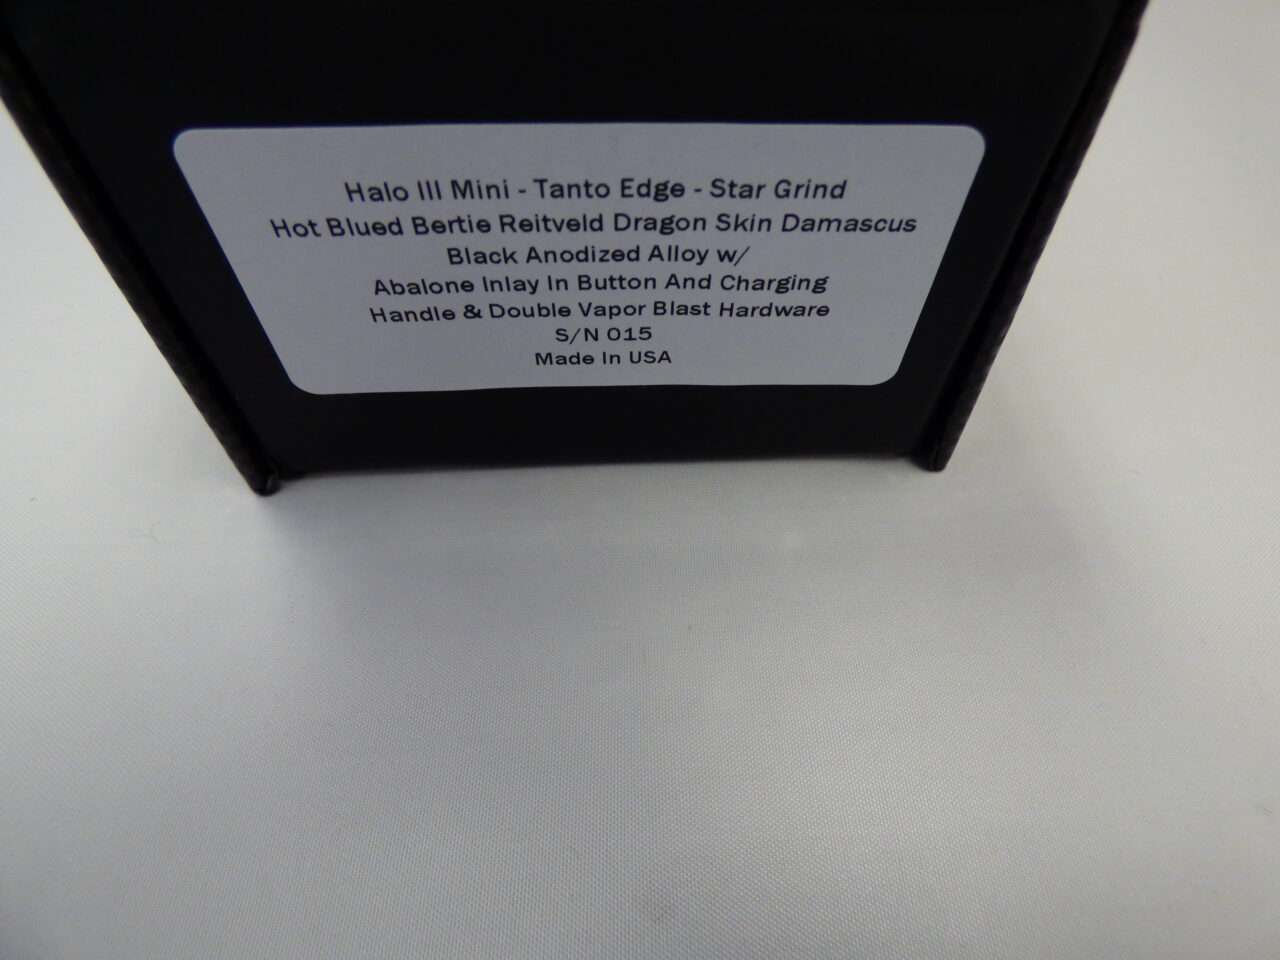 Halo III Mini - Tanto Edge - Star Grind
Hot Blued Bertie Reitveld Dragon Skin Damascus
Black Anodized Alloy w/
Abalone Inlay In Button And Charging
Handle & Double Vapor Blast Hardware
S/N 015
Made In USA